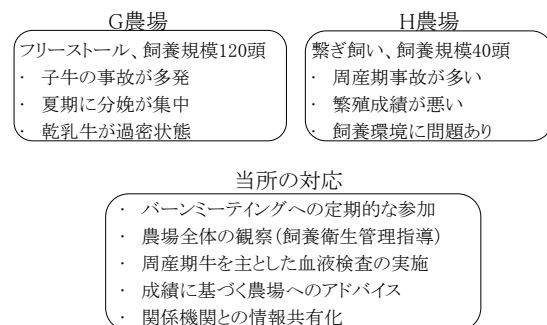 G農場
フリーストール、飼養規模120頭
· 子牛の事故が多発
· 夏期に分娩が集中
· 乾乳牛が過密状態
H農場
繋ぎ飼い、飼養規模40頭
· 周産期事故が多い
· 繁殖成績が悪い
· 飼養環境に問題あり
当所の対応
· バーンミーティングへの定期的な参加
· 農場全体の観察(飼養衛生管理指導)
· 周産期牛を主とした血液検査の実施
· 成績に基づく農場へのアドバイス
· 関係機関との情報共有化